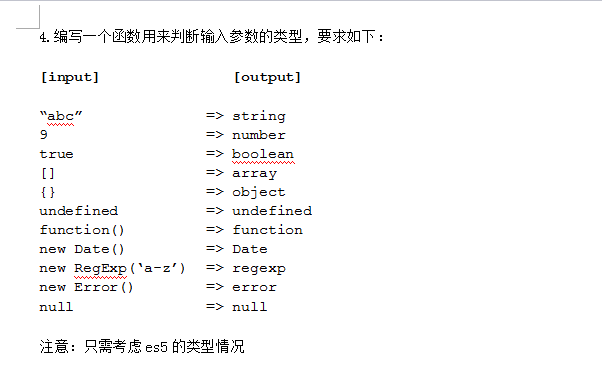 4.编写一个函数用来判断输入参数的类型，要求如下：
[input] [output]
“abc” => string
9 => number
true => boolean
[] => array
{} => object
undefined => undefined
function() => function
new Date() => Date
new RegExp(‘a-z’) => regexp
new Error() => error
null => null
注意：只需考虑es5的类型情况